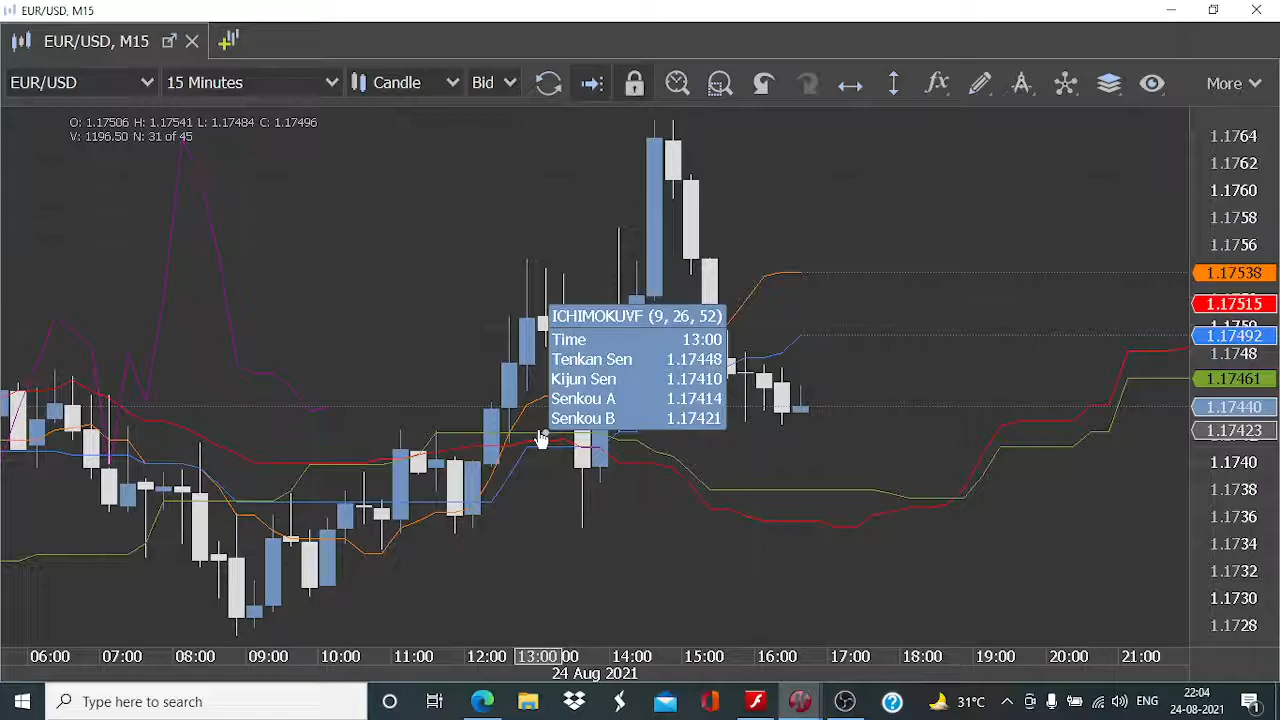 EUR/USD, M15
EUR/USD, M15
EUR/USD 15 Minutes Candle Bid More
O: 1.17506 H: 1.17541 L: 1.17484 C: 1.17496
V: 1196.50 N: 31 of 45
1.1764
1.1762
1.1760
1.1758
1.1756
1.17538
1.17515
1.17492
1.1748
1.17461
1.17440
1.17423
1.1740
1.1738
1.1736
1.1734
1.1732
1.1730
1.1728
ICHIMOKUVF (9, 26, 52)
Time 13:00
Tenkan Sen 1.17448
Kijun Sen 1.17410
Senkou A 1.17414
Senkou B 1.17421
06:00 07:00 08:00 09:00 10:00 11:00 12:00 13:00 14:00 15:00 16:00 17:00 18:00 19:00 20:00 21:00
24 Aug 2021
Type here to search
31°C
ENG
22:04
24-08-2021